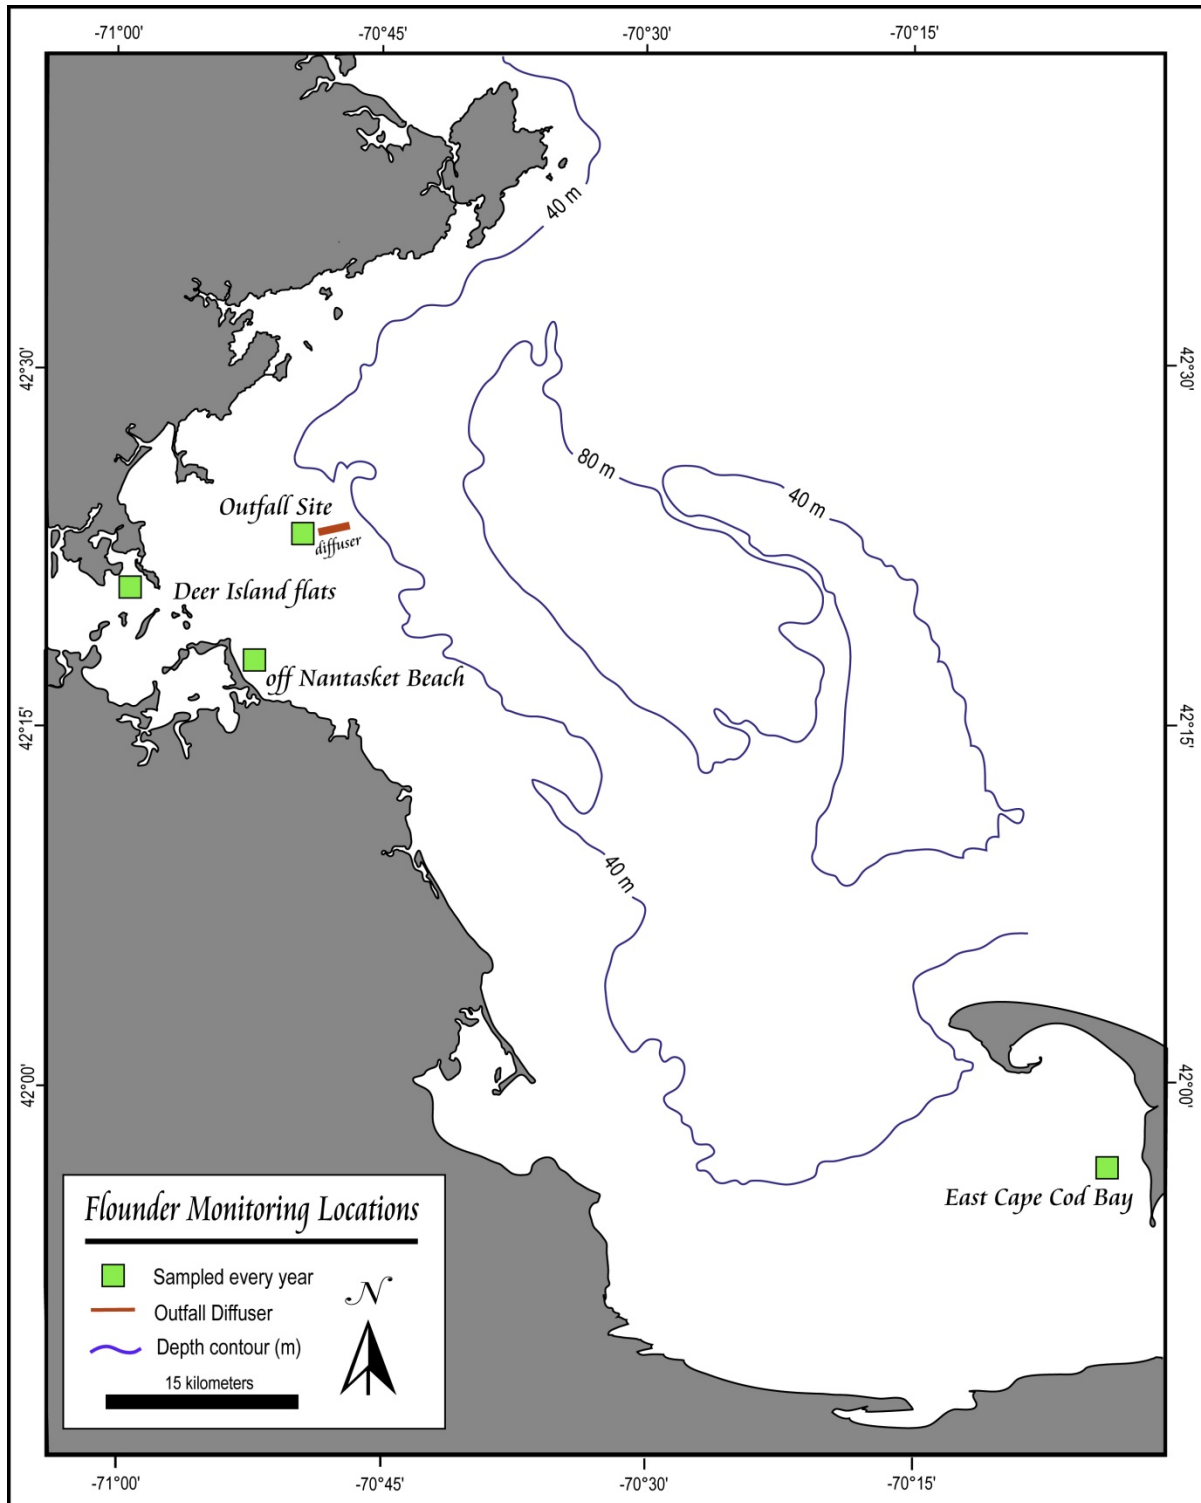 -71°00'
-70°45'
-70°30'
-70°15'
40 m
42°30'
42°30'
80 m
40 m
Outfall Site
diffuser
Deer Island flats
off Nantasket Beach
42°15'
42°15'
40 m
42°00'
42°00'
East Cape Cod Bay
Flounder Monitoring Locations
Sampled every year
N
Outfall Diffuser
Depth contour (m)
15 kilometers
-71°00'
-70°45'
-70°30'
-70°15'